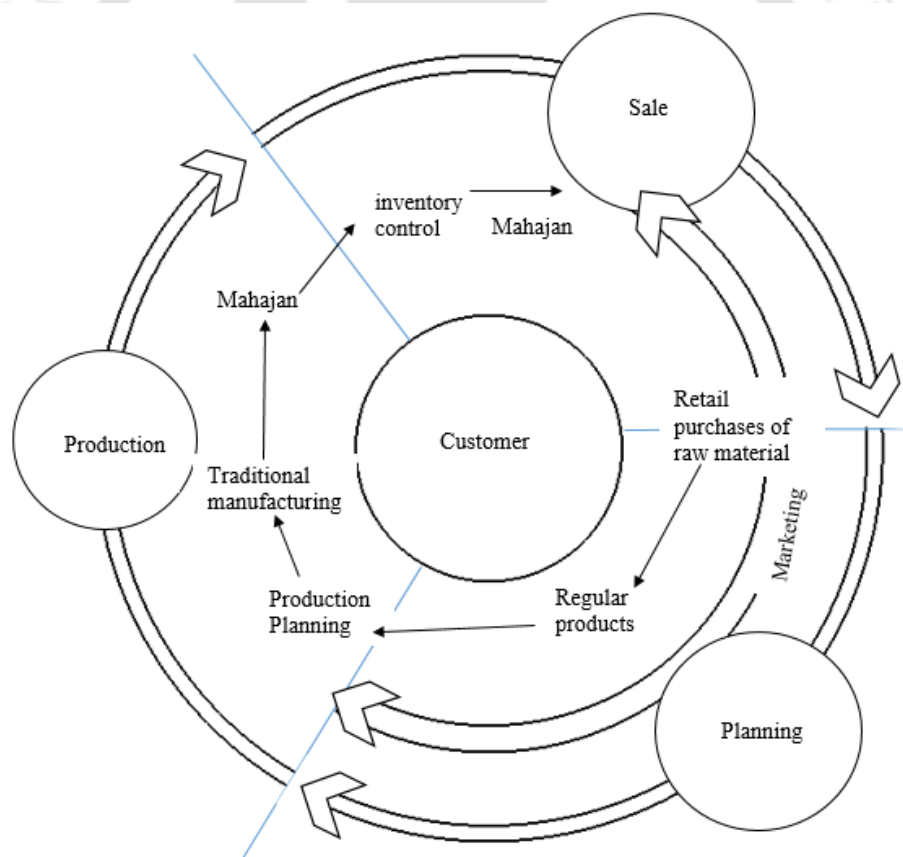 Sale
inventory
control
Mahajan
Mahajan
Retail
purchases of
raw material
Customer
Production
Traditional
manufacturing
Marketing
Production
Planning
Regular
products
Planning